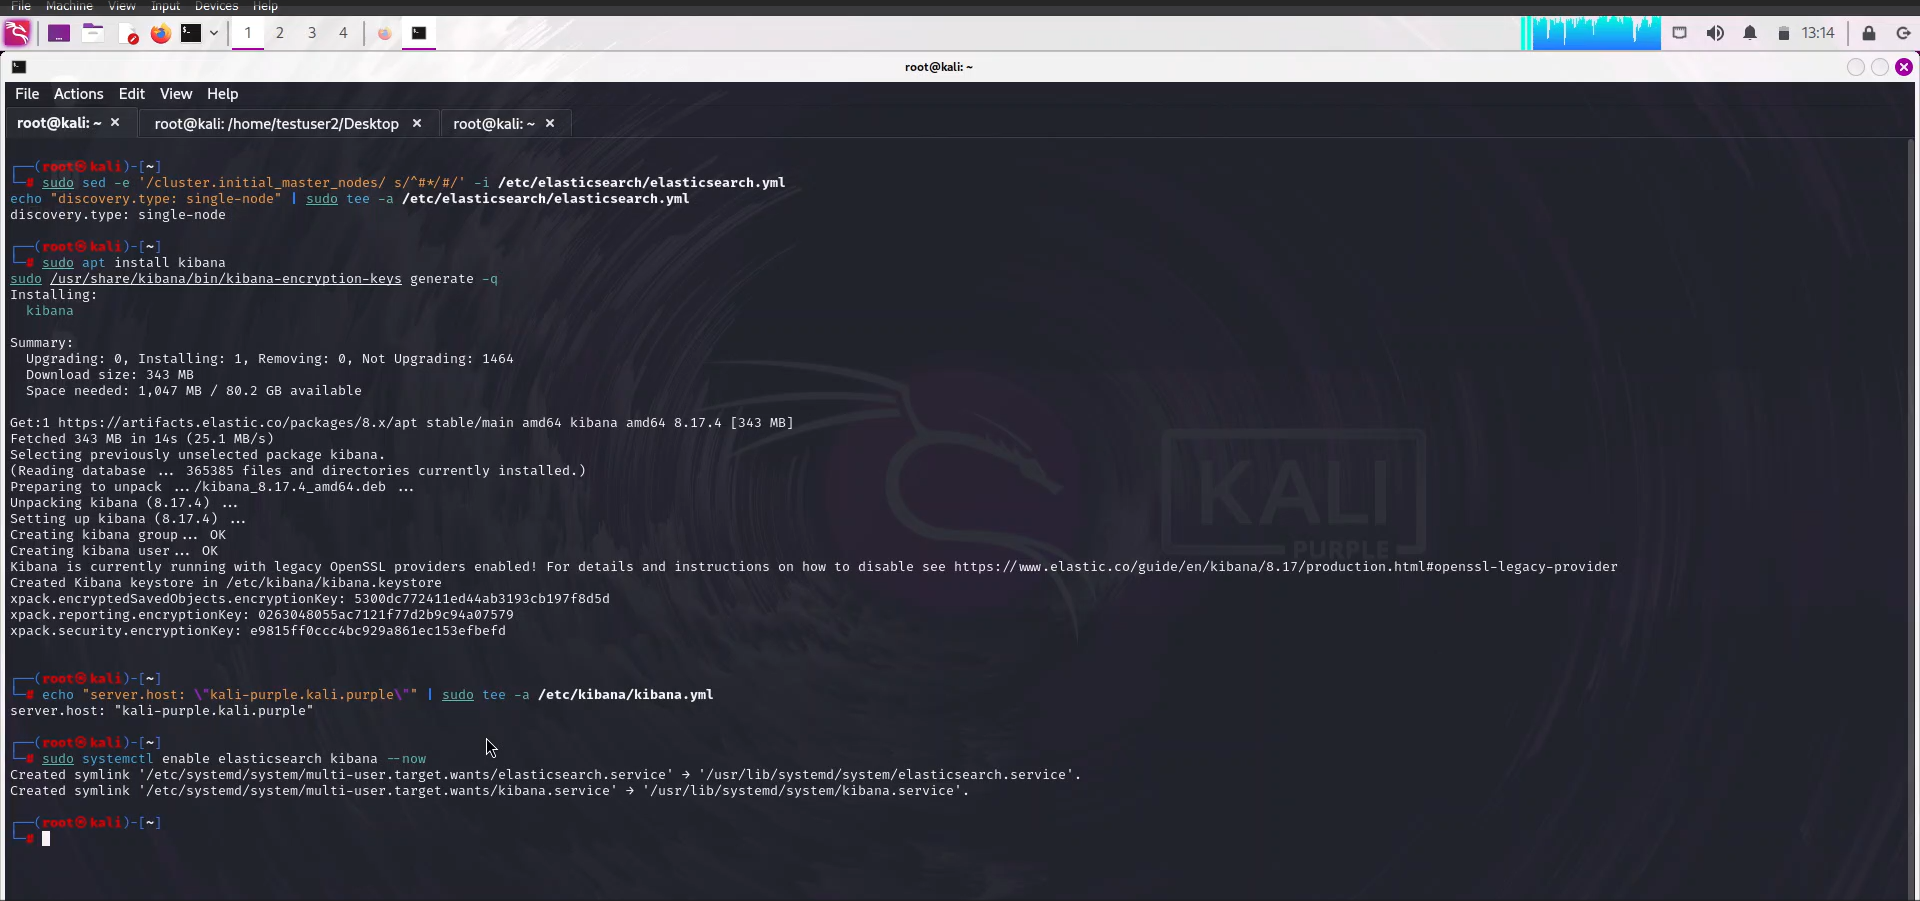 File Machine View Input Devices Help
1 2 3 4 13:14
root@kali: ~
File Actions Edit View Help
root@kali: ~ × root@kali: /home/testuser2/Desktop × root@kali: ~ ×
┌──(root㉿kali)-[~]
└─# sudo sed -e '/cluster.initial_master_nodes/ s/^#*/#/' -i /etc/elasticsearch/elasticsearch.yml
echo "discovery.type: single-node" | sudo tee -a /etc/elasticsearch/elasticsearch.yml
discovery.type: single-node
┌──(root㉿kali)-[~]
└─# sudo apt install kibana
sudo /usr/share/kibana/bin/kibana-encryption-keys generate -q
Installing:
kibana
Summary:
Upgrading: 0, Installing: 1, Removing: 0, Not Upgrading: 1464
Download size: 343 MB
Space needed: 1,047 MB / 80.2 GB available
Get:1 https://artifacts.elastic.co/packages/8.x/apt stable/main amd64 kibana amd64 8.17.4 [343 MB]
Fetched 343 MB in 14s (25.1 MB/s)
Selecting previously unselected package kibana.
(Reading database ... 365385 files and directories currently installed.)
Preparing to unpack .../kibana_8.17.4_amd64.deb ...
Unpacking kibana (8.17.4) ...
Setting up kibana (8.17.4) ...
Creating kibana group... OK
Creating kibana user... OK
Kibana is currently running with legacy OpenSSL providers enabled! For details and instructions on how to disable see https://www.elastic.co/guide/en/kibana/8.17/production.html#openssl-legacy-provider
Created Kibana keystore in /etc/kibana/kibana.keystore
xpack.encryptedSavedObjects.encryptionKey: 5300dc772411ed44ab3193cb197f8d5d
xpack.reporting.encryptionKey: 0263048055ac7121f77d2b9c94a07579
xpack.security.encryptionKey: e9815ff0ccc4bc929a861ec153efbefd
┌──(root㉿kali)-[~]
└─# echo "server.host: \"kali-purple.kali.purple\"" | sudo tee -a /etc/kibana/kibana.yml
server.host: "kali-purple.kali.purple"
┌──(root㉿kali)-[~]
└─# sudo systemctl enable elasticsearch kibana --now
Created symlink '/etc/systemd/system/multi-user.target.wants/elasticsearch.service' → '/usr/lib/systemd/system/elasticsearch.service'.
Created symlink '/etc/systemd/system/multi-user.target.wants/kibana.service' → '/usr/lib/systemd/system/kibana.service'.
┌──(root㉿kali)-[~]
└─#
KALI
PURPLE